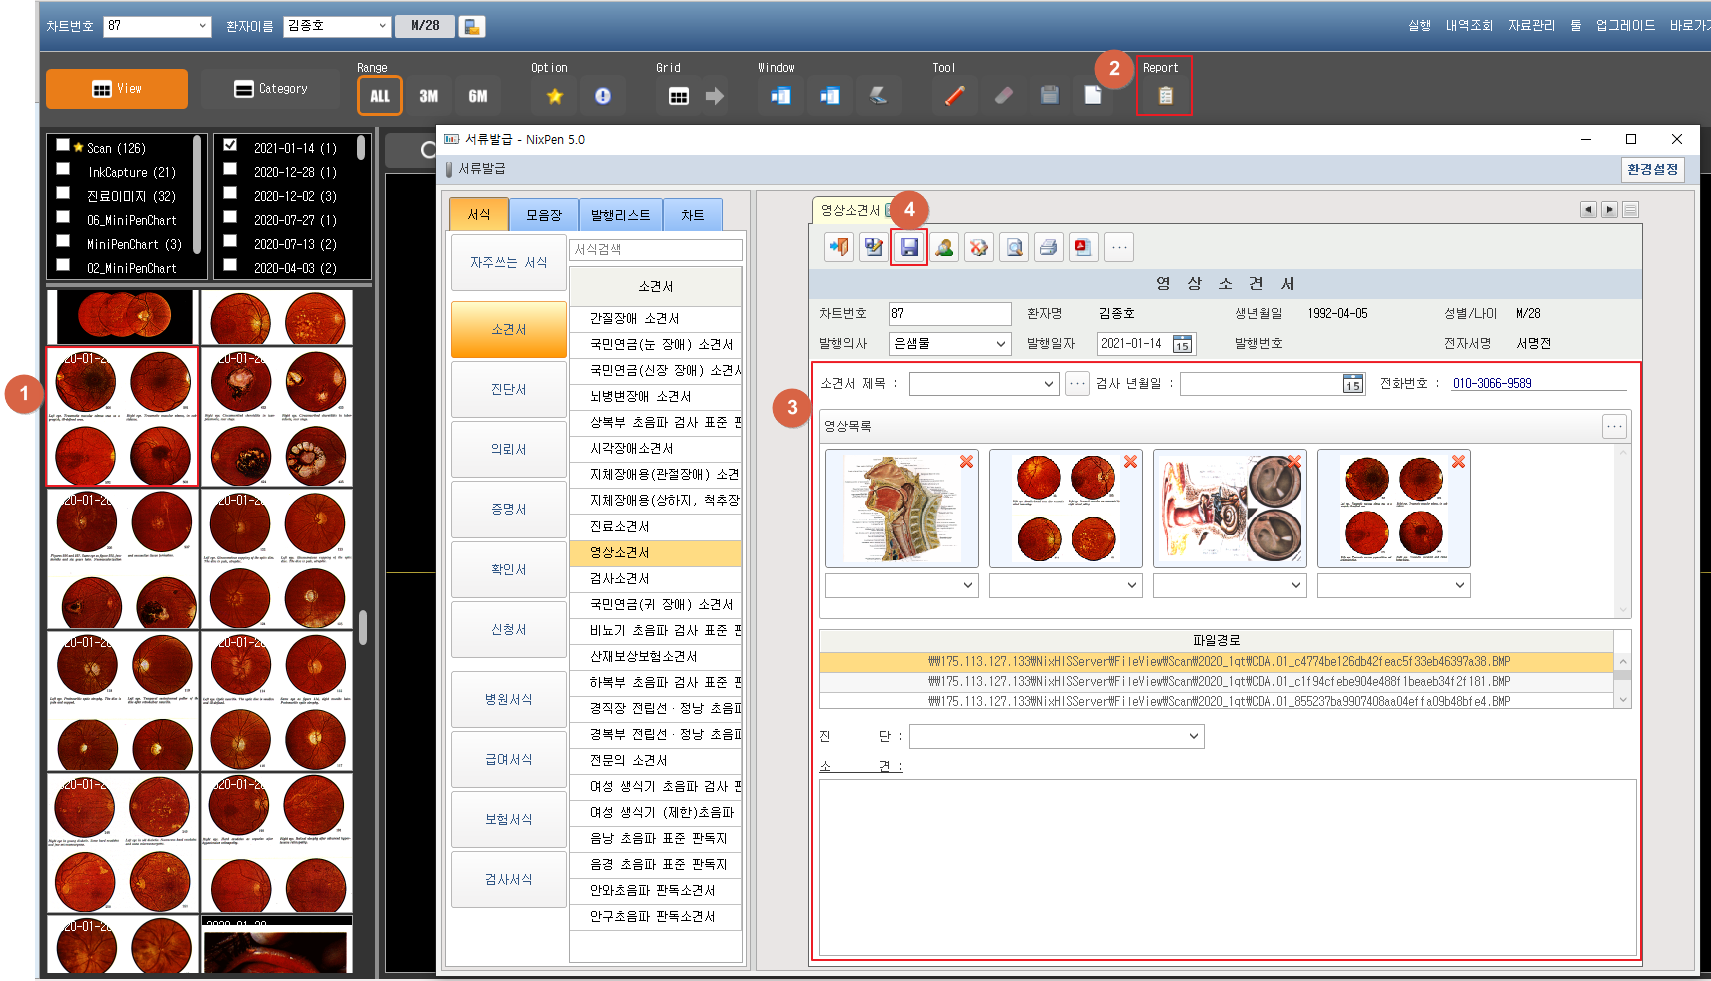 차트번호 87 환자이름 김종호 M/28
실행 내역조회 자료관리 툴 업그레이드 바로가기
View Category
Range ALL 3M 6M
Option
Grid
Window
Tool
2
Report
Scan (126)
InkCapture (21)
진료이미지 (32)
06_MiniPenChart
MiniPenChart (3)
02_MiniPenChart
2021-01-14 (1)
2020-12-28 (1)
2020-12-02 (3)
2020-07-27 (1)
2020-07-13 (2)
2020-04-03 (2)
1
서류발급 - NixPen 5.0
서류발급
환경설정
서식 모음장 발행리스트 차트
자주쓰는 서식
소견서
진단서
의뢰서
증명서
확인서
신청서
병원서식
급여서식
보험서식
검사서식
서식검색
소견서
간질장애 소견서
국민연금(눈 장애) 소견서
국민연금(신장 장애) 소견서
뇌병변장애 소견서
상복부 초음파 검사 표준 판
시각장애소견서
지체장애용(관절장애) 소견
지체장애용(상하지, 척추장
진료소견서
영상소견서
검사소견서
국민연금(귀 장애) 소견서
비뇨기 초음파 검사 표준 판
산재보상보험소견서
하복부 초음파 검사 표준 판
경직장 전립선·정낭 초음파
경복부 전립선·정낭 초음파
전문의 소견서
여성 생식기 초음파 검사 판
여성 생식기 (제한)초음파
음낭 초음파 표준 판독지
음경 초음파 표준 판독지
안와초음파 판독소견서
안구초음파 판독소견서
영상소견서
4
영 상 소 견 서
차트번호 87 환자명 김종호 생년월일 1992-04-05 성별/나이 M/28
발행의사 은샘물 발행일자 2021-01-14 15 발행번호 전자서명 서명전
3
소견서 제목 : ... 검사 년월일 : 15 전화번호 : 010-3066-9589
영상목록 ...
파일경로
₩₩175.113.127.133₩NixHISServer₩FileView₩Scan₩2020_1qt₩CDA.01_c4774be126db42feac5f33eb46397a38.BMP
₩₩175.113.127.133₩NixHISServer₩FileView₩Scan₩2020_1qt₩CDA.01_c1f94cfebe904e488f1beaeb34f2f181.BMP
₩₩175.113.127.133₩NixHISServer₩FileView₩Scan₩2020_1qt₩CDA.01_855237ba9907408aa04effa09b48bfe4.BMP
진 단 :
소 견 :